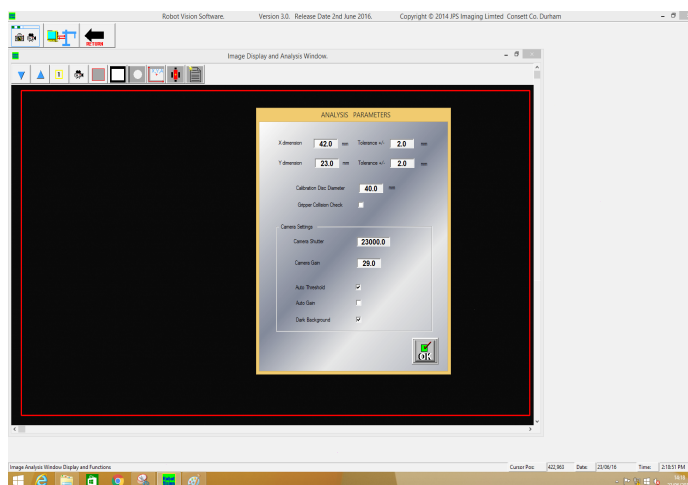 Robot Vision Software. Version 3.0. Release Date 2nd June 2016. Copyright © 2014 JPS Imaging Limted Consett Co. Durham
RETURN
Image Display and Analysis Window.
1
ANALYSIS PARAMETERS
X dimension 42.0 mm Tolerance +/- 2.0 mm
Y dimension 23.0 mm Tolerance +/- 2.0 mm
Calibration Disc Diameter 40.0 mm
Gripper Collision Check
Camera Settings
Camera Shutter 23000.0
Camera Gain 29.0
Auto Threshold
Auto Gain
Dark Background
OK
Image Analysis Window Display and Functions Cursor Pos: 422,963 Date: 23/06/16 Time: 2:18:51 PM
14:18